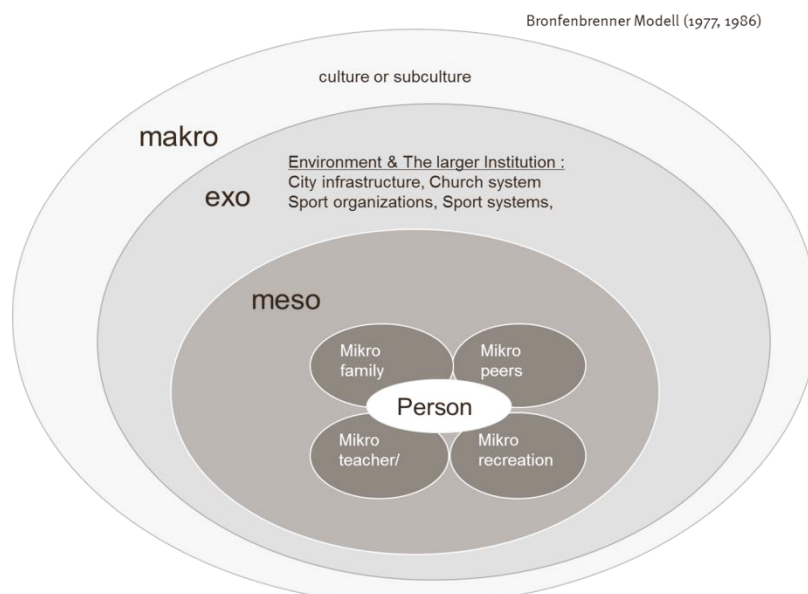 Bronfenbrenner Modell (1977, 1986)
culture or subculture
makro
Environment & The larger Institution :
City infrastructure, Church system
exo
Sport organizations, Sport systems,
meso
Mikro
family
Mikro
peers
Person
Mikro
teacher/
Mikro
recreation